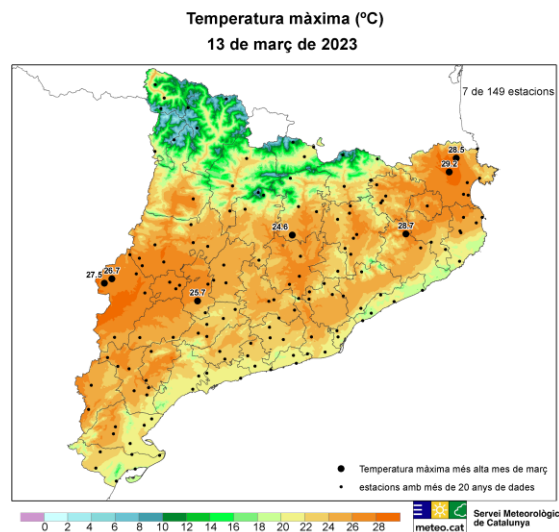 Temperatura màxima (ºC)
13 de març de 2023
7 de 149 estacions
28.5
29.2
24.6
28.7
26.7
27.5
25.7
Temperatura màxima més alta mes de març
estacions amb més de 20 anys de dades
0 2 4 6 8 10 12 14 16 18 20 22 24 26 28
meteo.cat
Servei Meteorològic
de Catalunya